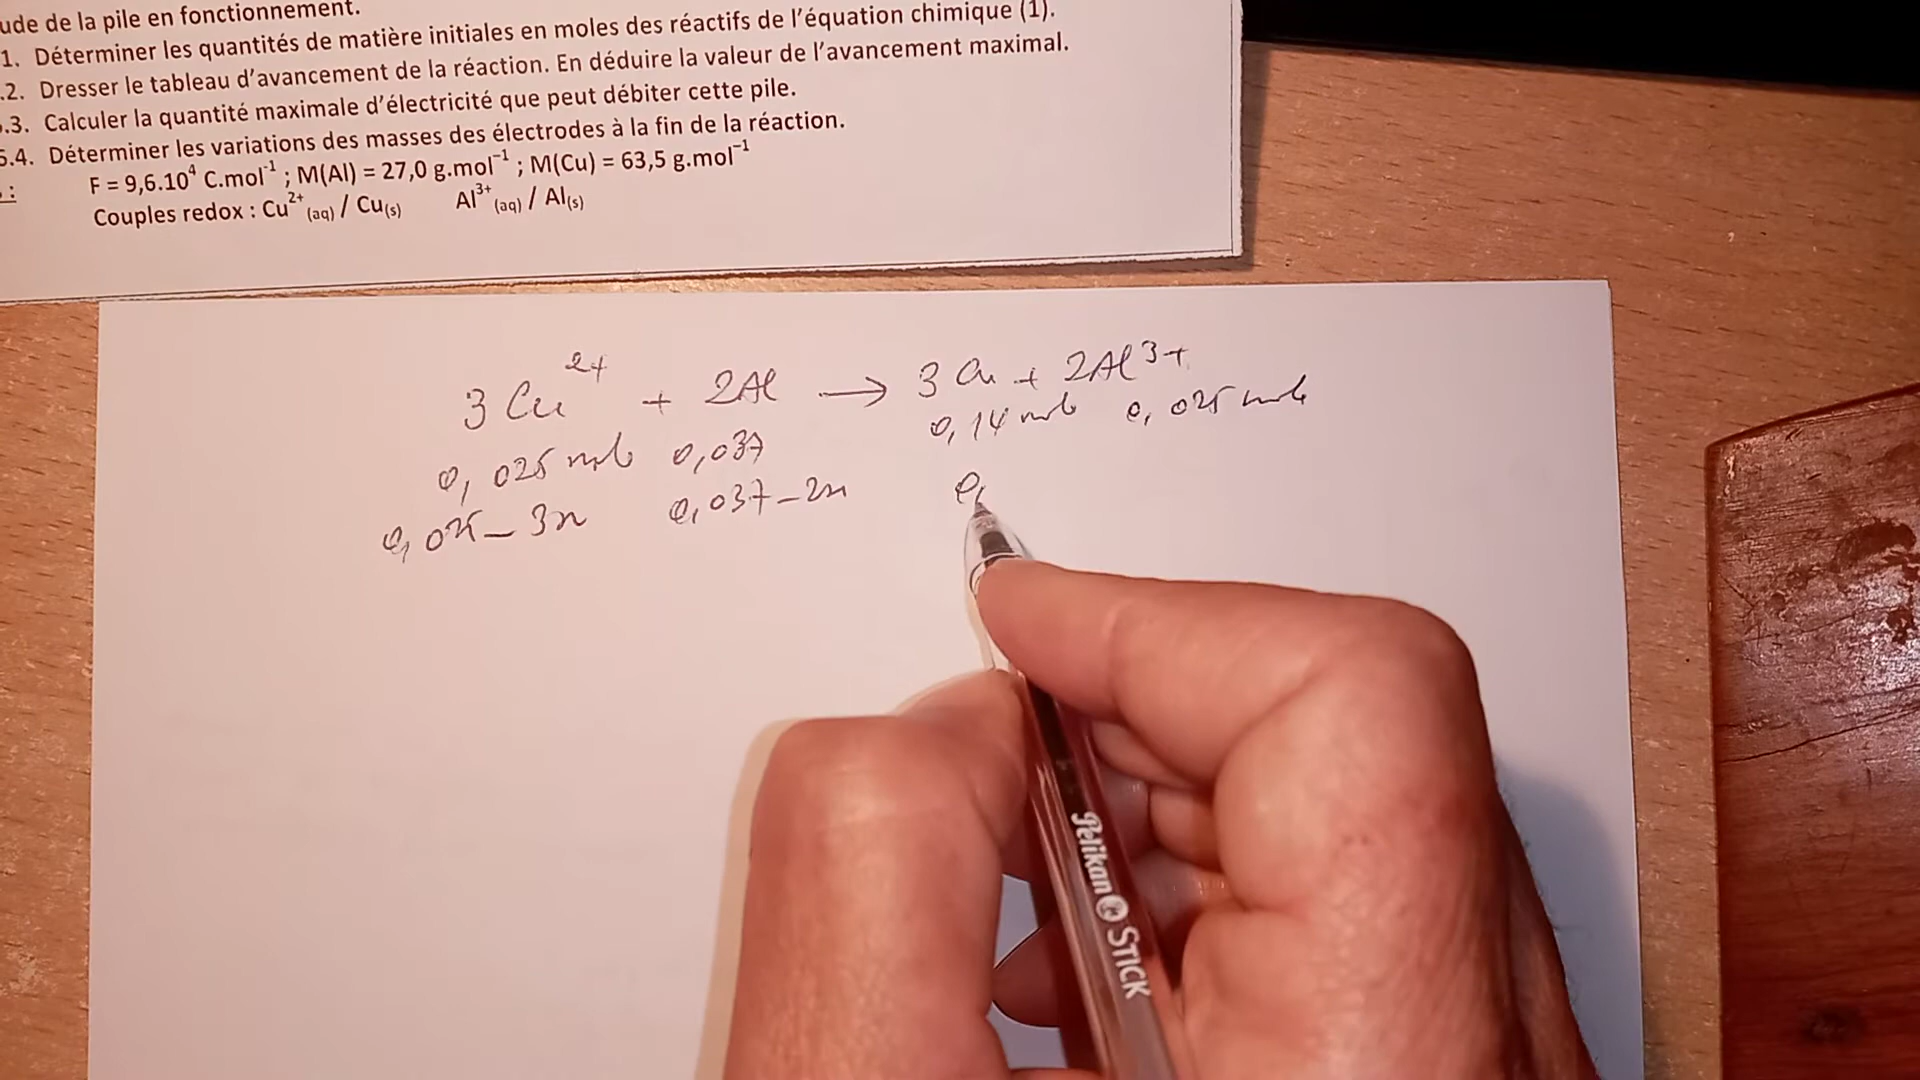 ude de la pile en fonctionnement.
1. Déterminer les quantités de matière initiales en moles des réactifs de l'équation chimique (1).
.2. Dresser le tableau d'avancement de la réaction. En déduire la valeur de l'avancement maximal.
.3. Calculer la quantité maximale d'électricité que peut débiter cette pile.
5.4. Déterminer les variations des masses des électrodes à la fin de la réaction.
: F = 9,6.10⁴ C.mol⁻¹ ; M(Al) = 27,0 g.mol⁻¹ ; M(Cu) = 63,5 g.mol⁻¹
Couples redox : Cu²⁺(aq) / Cu(s) Al³⁺(aq) / Al(s)
3 Cu²⁺ + 2Al → 3 Cu + 2Al³⁺
0,025 mol 0,037 0,14 mol 0,025 mol
0,025 – 3x 0,037 – 2x 0,
Pelikan STICK